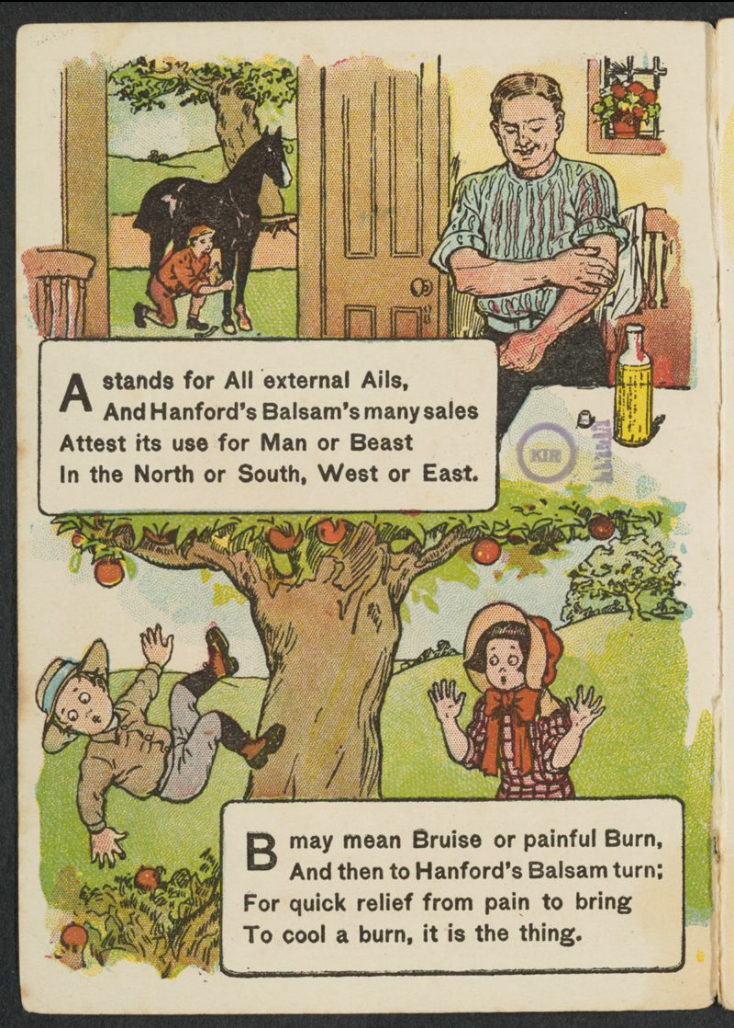 A stands for All external Ails,
And Hanford's Balsam's many sales
Attest its use for Man or Beast
In the North or South, West or East.
KIR
B may mean Bruise or painful Burn,
And then to Hanford's Balsam turn;
For quick relief from pain to bring
To cool a burn, it is the thing.